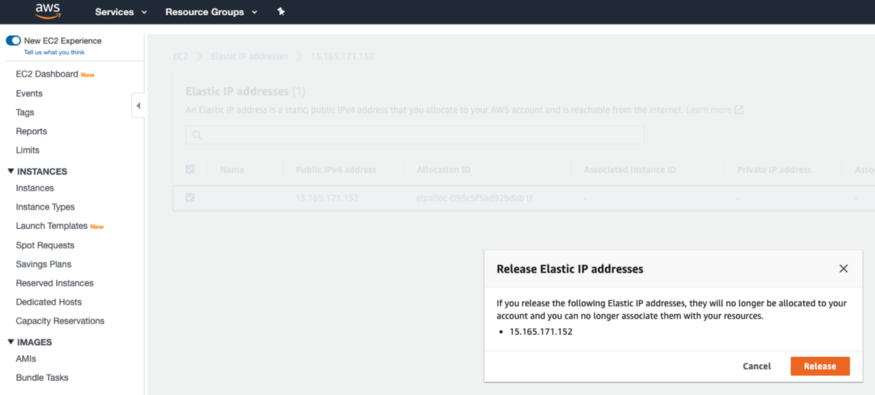 aws
Services
Resource Groups
New EC2 Experience
Tell us what you think
EC2 Dashboard New
Events
Tags
Reports
Limits
INSTANCES
Instances
Instance Types
Launch Templates New
Spot Requests
Savings Plans
Reserved Instances
Dedicated Hosts
Capacity Reservations
IMAGES
AMIs
Bundle Tasks
EC2 > Elastic IP addresses > 15.165.171.152
Elastic IP addresses (1)
An Elastic IP address is a static, public IPv4 address that you allocate to your AWS account and is reachable from the internet. Learn more
Name Public IPv4 address Allocation ID Associated Instance ID Private IP address Asso
15.165.171.152 - - -
Release Elastic IP addresses
If you release the following Elastic IP addresses, they will no longer be allocated to your
account and you can no longer associate them with your resources.
• 15.165.171.152
Cancel Release